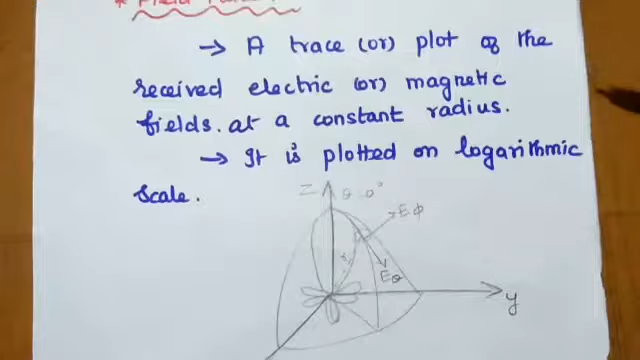 → A trace (or) plot of the
received electric (or) magnetic
fields. at a constant radius.
→ It is plotted on logarithmic
scale.
Z θ=0°
Eφ
Eθ
y